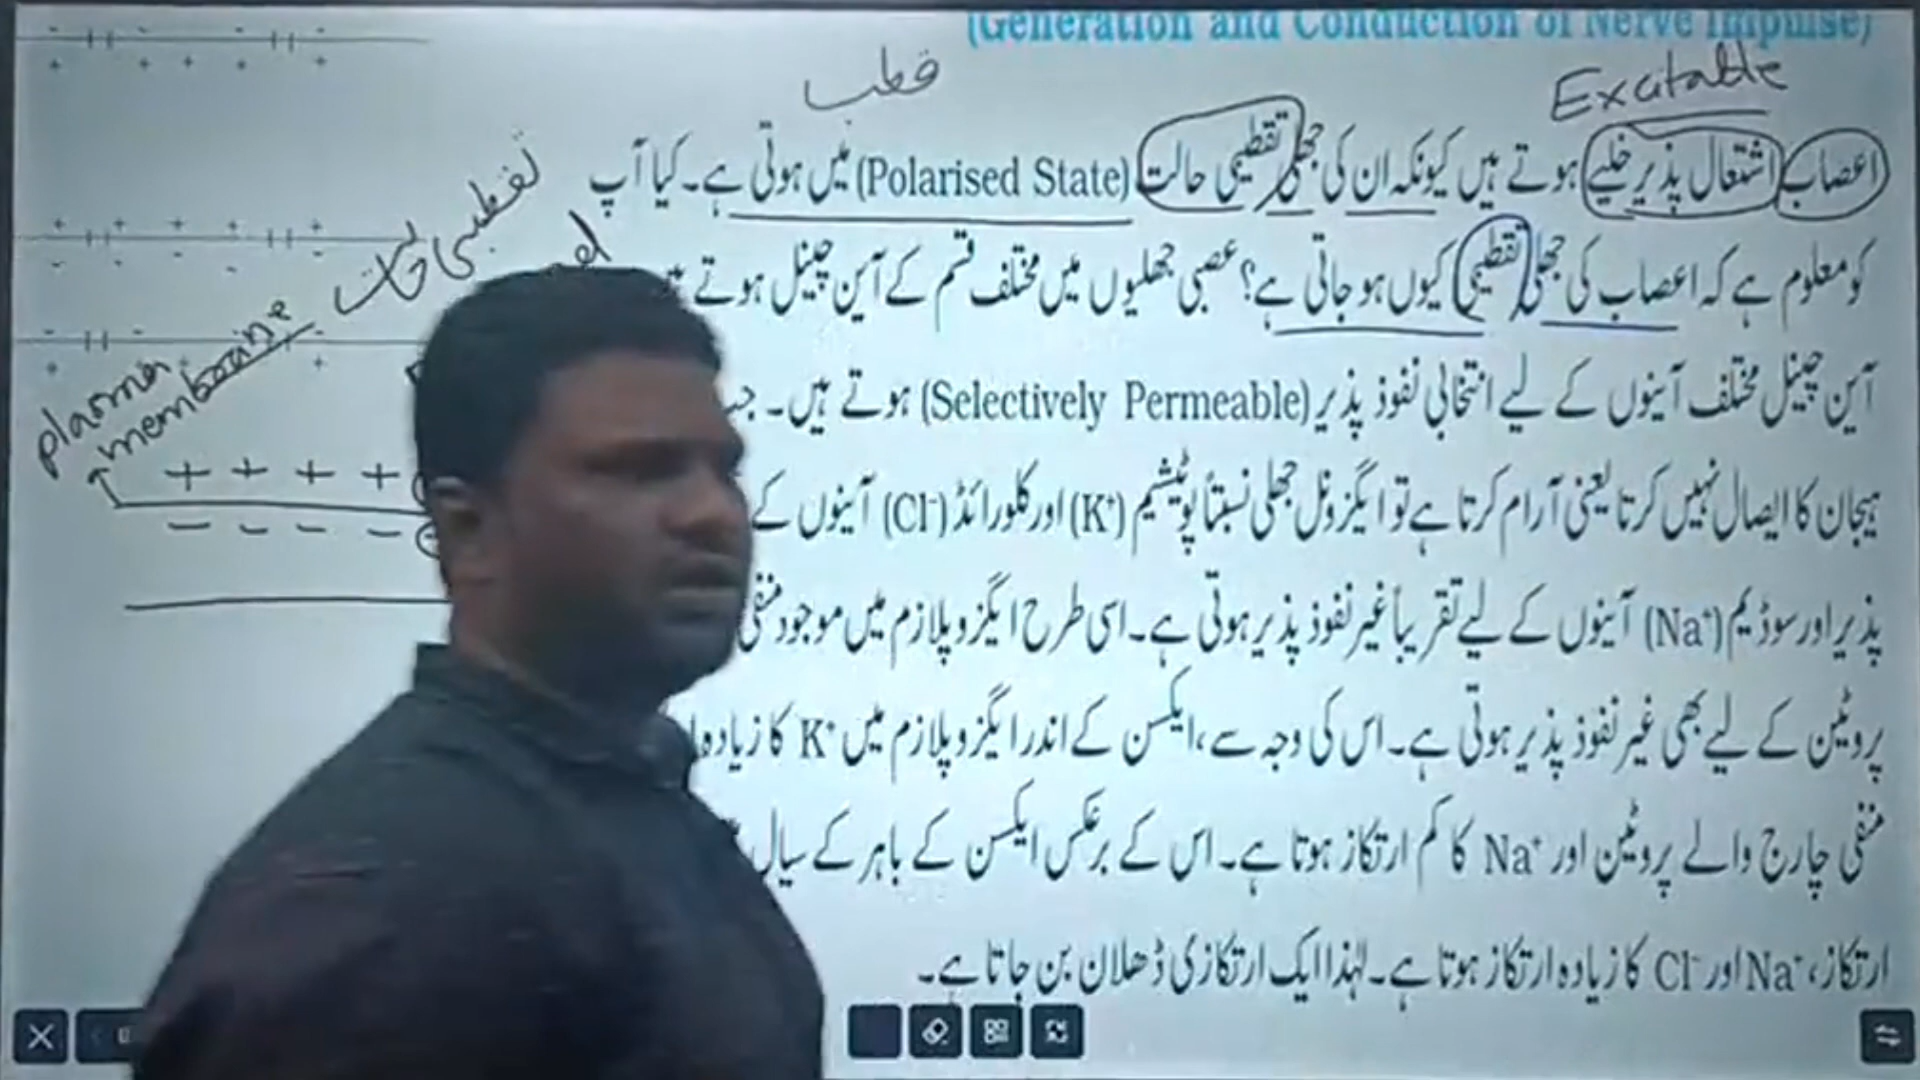 (Generation and Conduction of Nerve Impulse)
قطب
Excitable
اعصاب اشتعال پذیر خلیے ہوتے ہیں کیونکہ ان کی جھلی تقطیبی حالت (Polarised State) میں ہوتی ہے۔ کیا آپ
کو معلوم ہے کہ اعصاب کی جھلی تقطیبی کیوں ہو جاتی ہے؟ عصبی جھلیوں میں مختلف قسم کے آین چینل ہوتے
آین چینل مختلف آینوں کے لیے انتخابی نفوذ پذیر (Selectively Permeable) ہوتے ہیں۔
ہیجان کا ایصال نہیں کرتا یعنی آرام کرتا ہے تو ایگزونل جھلی نسبتاً پوٹیشیم (K⁺) اور کلورائڈ (Cl⁻) آینوں کے
پذیر اور سوڈیم (Na⁺) آینوں کے لیے تقریباً غیر نفوذ پذیر ہوتی ہے۔ اسی طرح ایگزوپلازم میں موجود منفی
پروٹین کے لیے بھی غیر نفوذ پذیر ہوتی ہے۔ اس کی وجہ سے، ایکسن کے اندر ایگزوپلازم میں K⁺ کا زیادہ
منفی چارج والے پروٹین اور Na⁺ کا کم ارتکاز ہوتا ہے۔ اس کے برعکس ایکسن کے باہر کے سیال
ارتکاز، Na⁺ اور Cl⁻ کا زیادہ ارتکاز ہوتا ہے۔ لہٰذا ایک ارتکازی ڈھلان بن جاتا ہے۔
تقطیبی حالت
plasma
membrane
+ + + +
− − − −